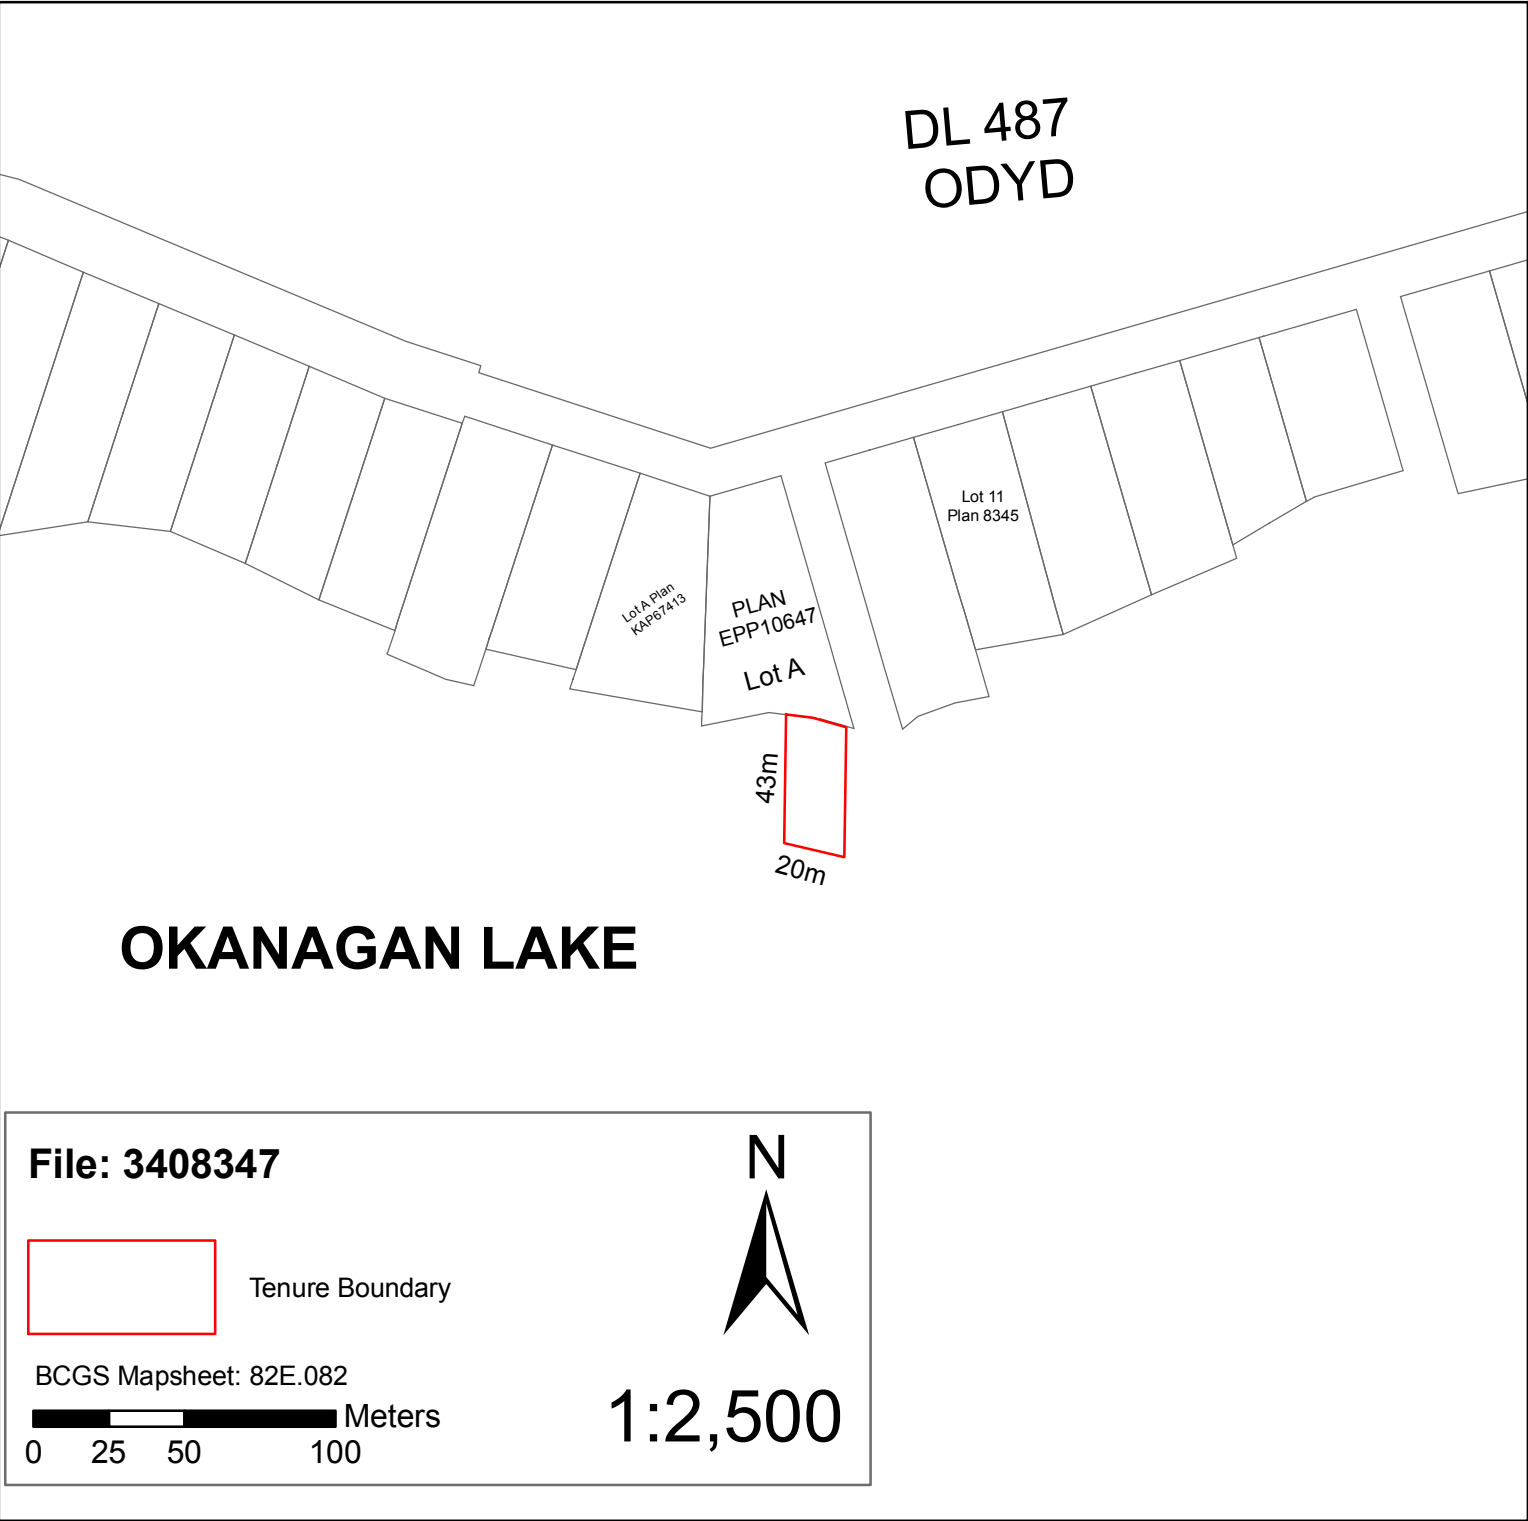 DL 487
ODYD
Lot 11
Plan 8345
Lot A Plan
KAP67413
PLAN
EPP10647
Lot A
43m
20m
OKANAGAN LAKE
File: 3408347
N
Tenure Boundary
BCGS Mapsheet: 82E.082
Meters
0 25 50 100
1:2,500